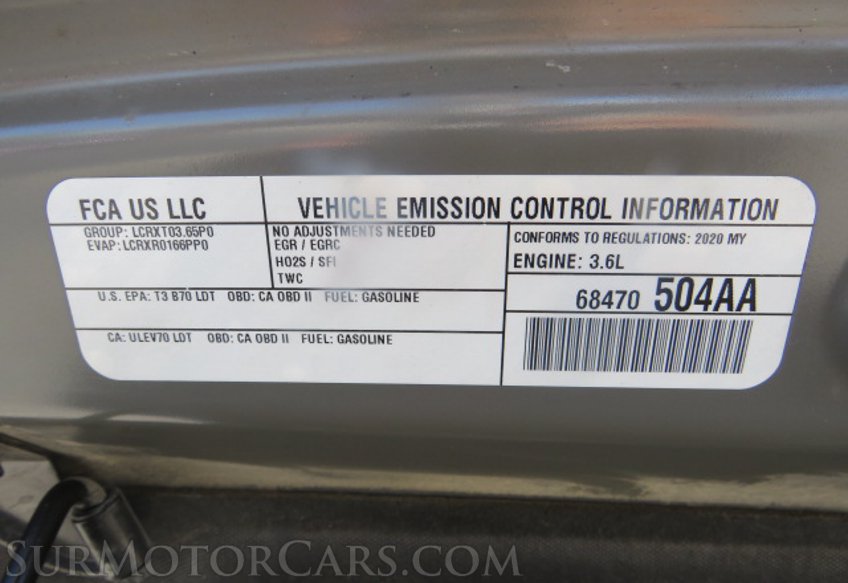 FCA US LLC
VEHICLE EMISSION CONTROL INFORMATION
GROUP: LCRXT03.65P0
EVAP: LCRXR0166PP0
NO ADJUSTMENTS NEEDED
EGR / EGRC
HO2S / SFI
TWC
CONFORMS TO REGULATIONS: 2020 MY
ENGINE: 3.6L
U.S. EPA: T3 B70 LDT OBD: CA OBD II FUEL: GASOLINE
CA: ULEV70 LDT OBD: CA OBD II FUEL: GASOLINE
68470 504AA
SURMOTORCARS.COM